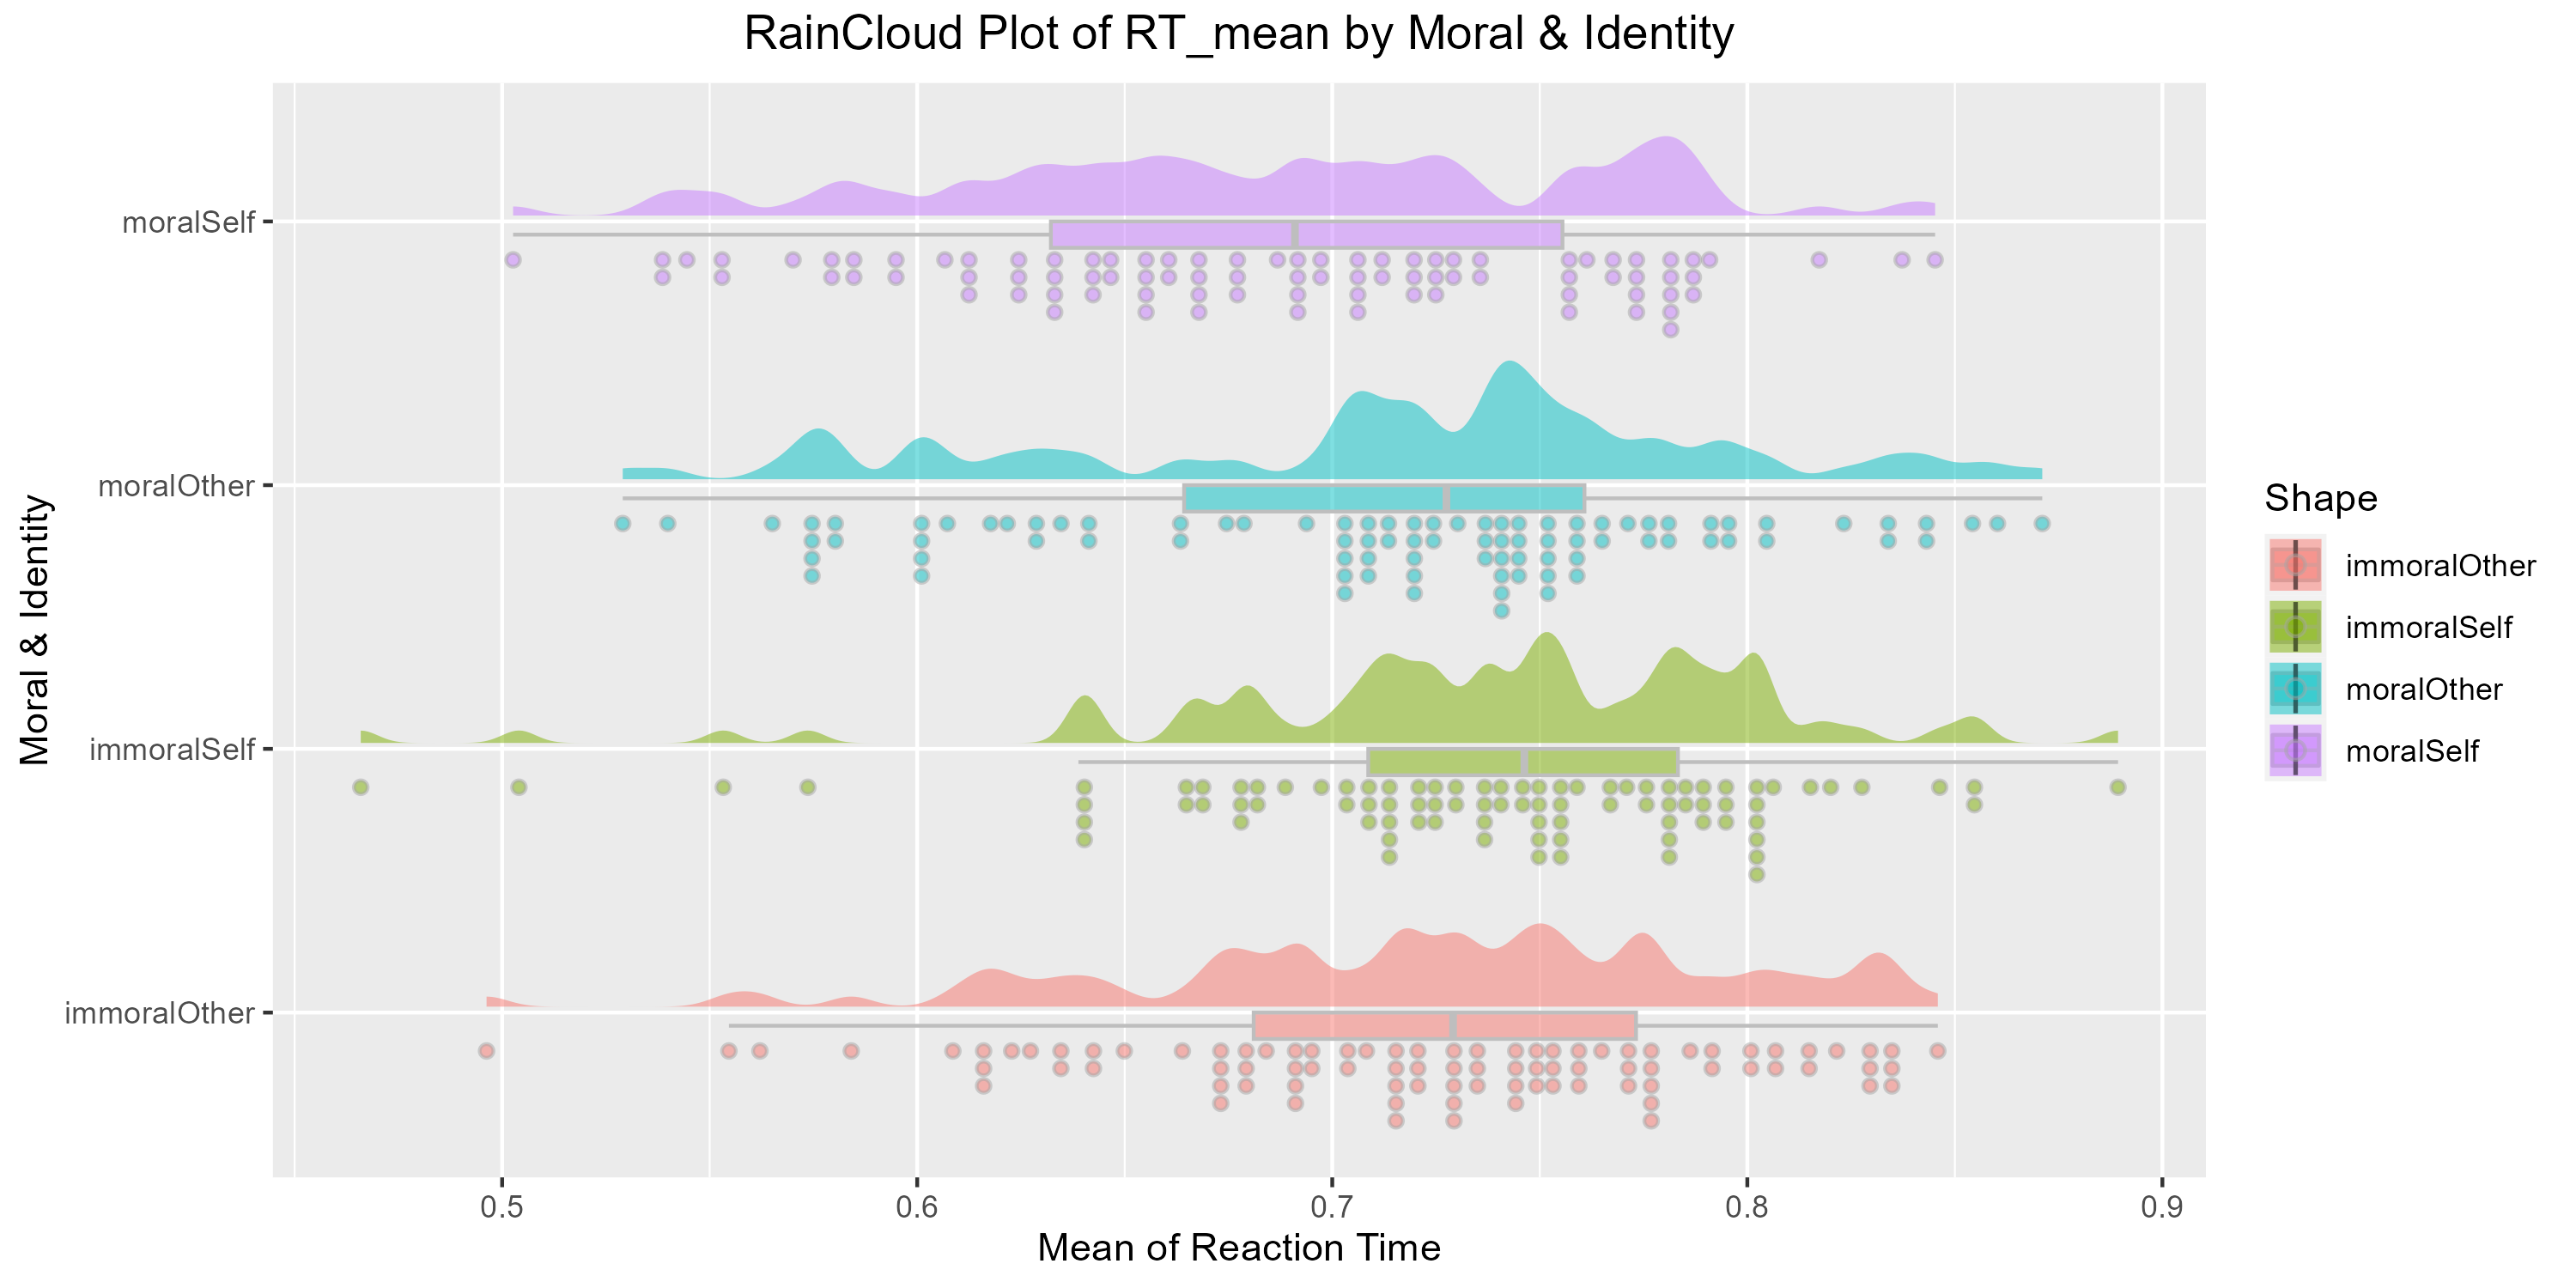 RainCloud Plot of RT_mean by Moral & Identity
moralSelf
moralOther
immoralSelf
immoralOther
Moral & Identity
0.5 0.6 0.7 0.8 0.9
Mean of Reaction Time
Shape
immoralOther
immoralSelf
moralOther
moralSelf